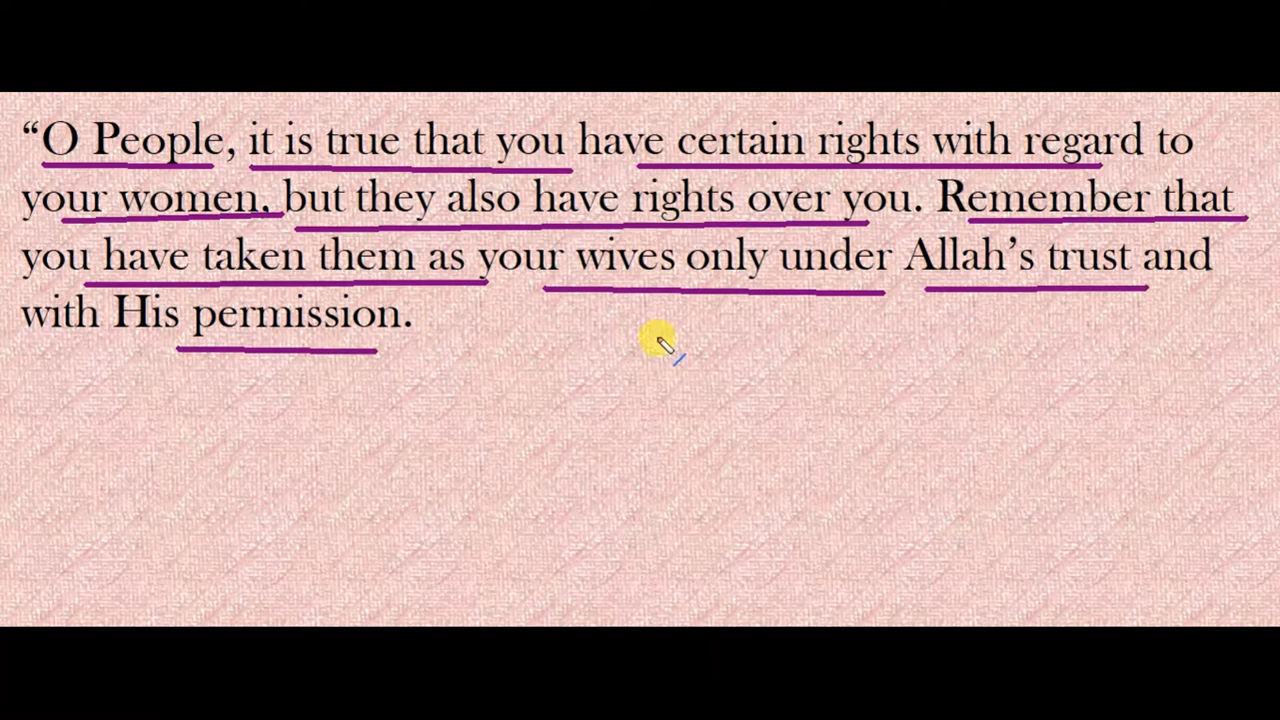 “O People, it is true that you have certain rights with regard to
your women, but they also have rights over you. Remember that
you have taken them as your wives only under Allah’s trust and
with His permission.